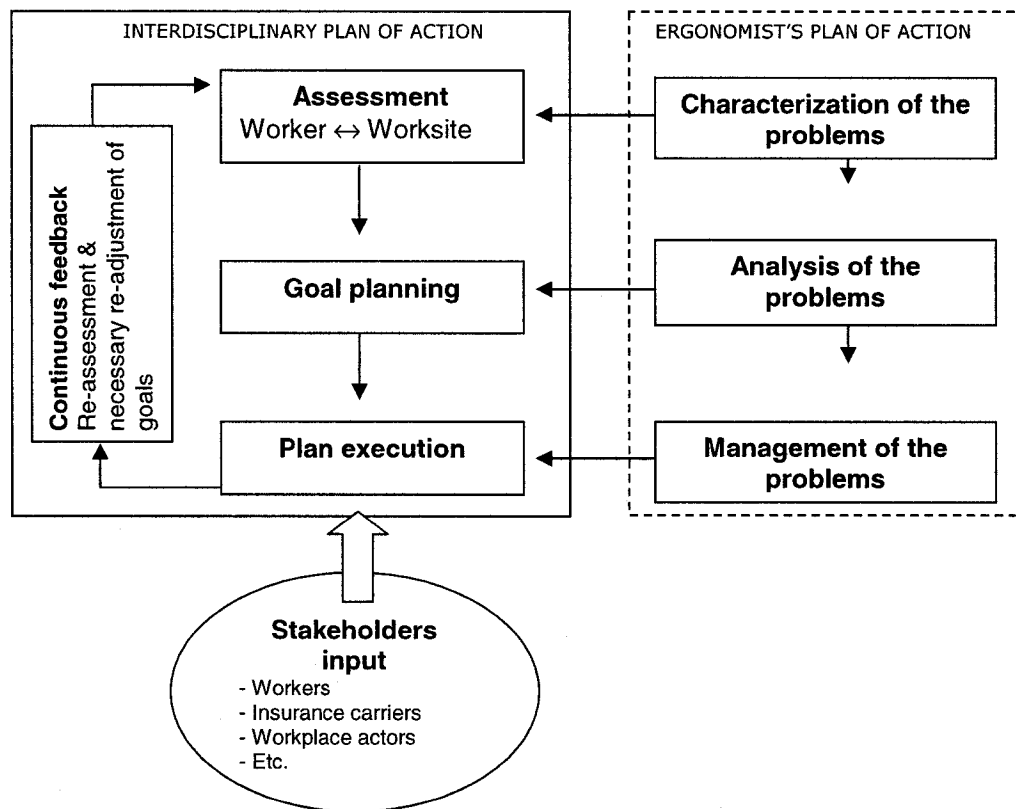 INTERDISCIPLINARY PLAN OF ACTION
Assessment
Worker ↔ Worksite
Continuous feedback
Re-assessment &
necessary re-adjustment of
goals
Goal planning
Plan execution
ERGONOMIST'S PLAN OF ACTION
Characterization of the
problems
Analysis of the
problems
Management of the
problems
Stakeholders
input
- Workers
- Insurance carriers
- Workplace actors
- Etc.